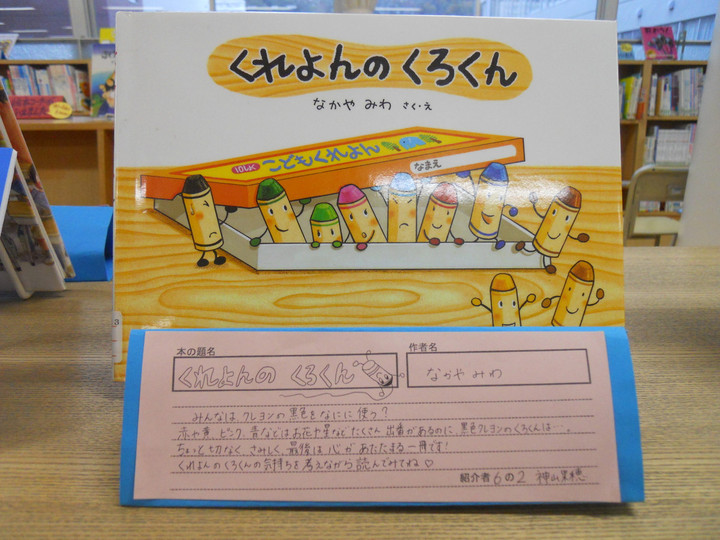 くれよんのくろくん
なかや みわ さく・え
10しょく こどもくれよん
なまえ
3
本の題名
くれよんの くろくん
作者名
なかや みわ
みんなは、クレヨンの黒色をなにに使う?
赤や黄、ピンク、青などはお花や星などでたくさん出番があるのに、黒色クレヨンのくろくんは…。
ちょっと切なく、さみしく、最後は心があたたまる一冊です!
くれよんのくろくんの気持ちを考えながら読んでみてね♡
紹介者 6の2